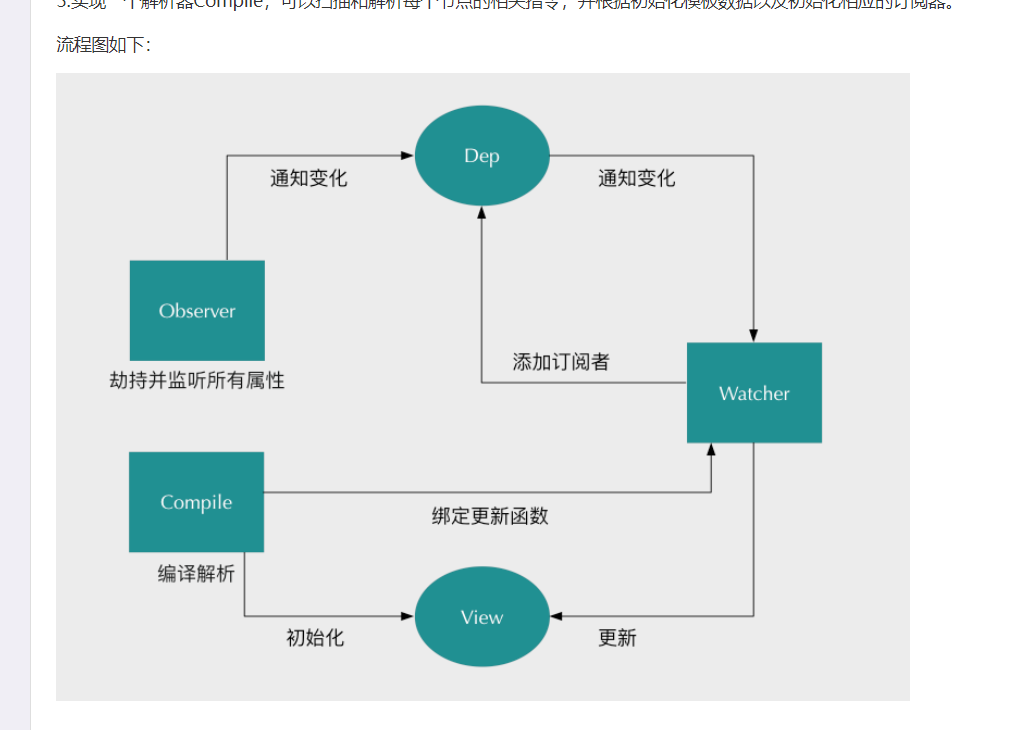 3.实现一个解析器Compile，可以扫描和解析每个节点的相关指令，并根据初始化模板数据以及初始化相应的订阅器。
流程图如下：
Dep
通知变化
通知变化
Observer
添加订阅者
劫持并监听所有属性
Watcher
Compile
绑定更新函数
编译解析
View
初始化
更新